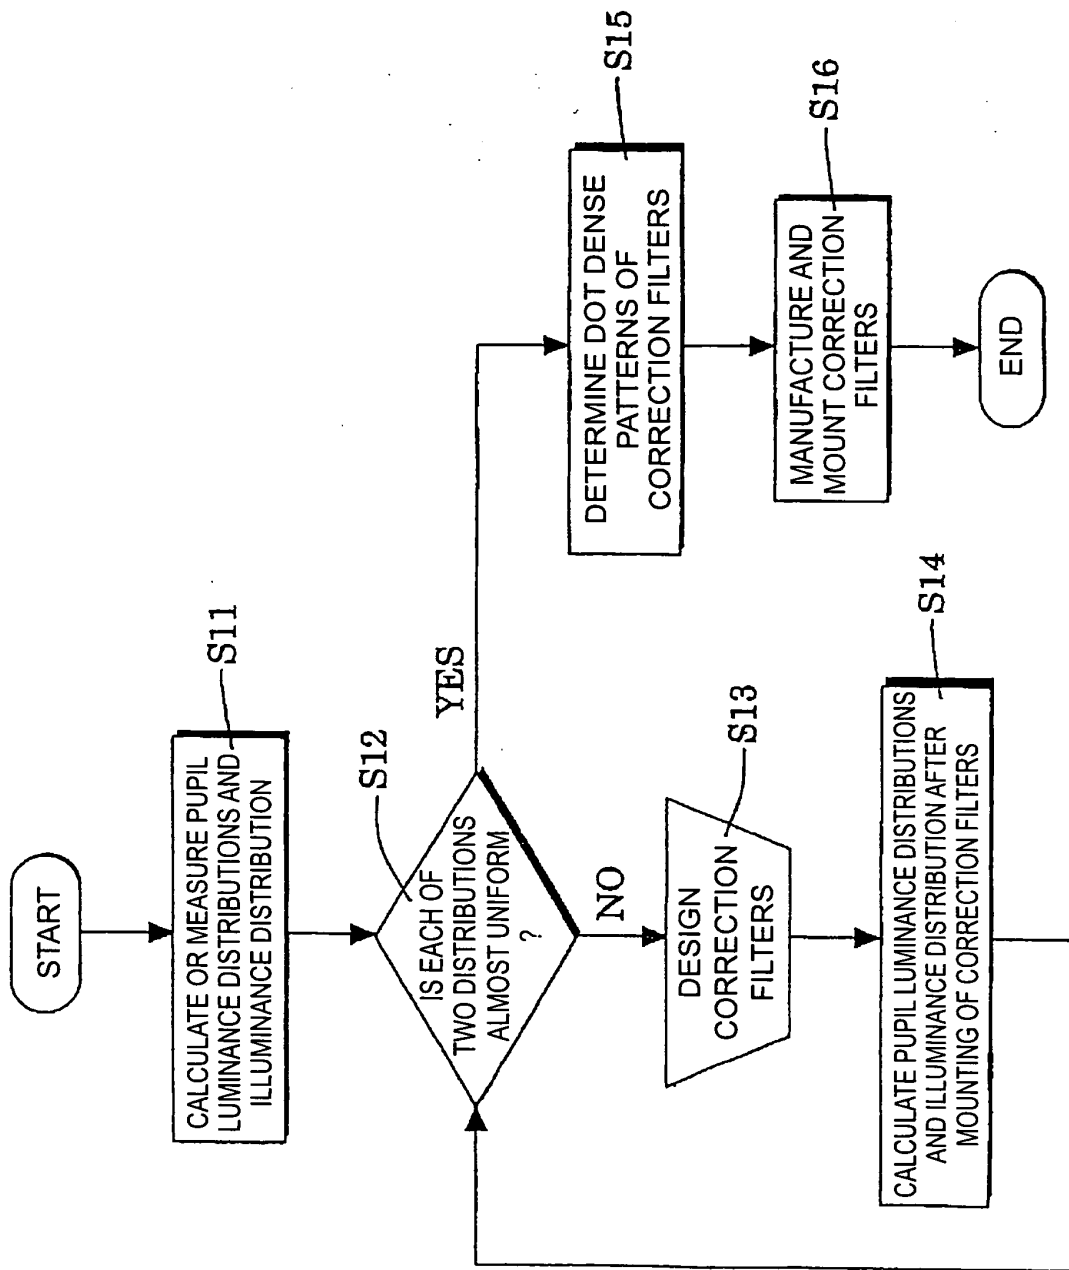 START
CALCULATE OR MEASURE PUPIL
LUMINANCE DISTRIBUTIONS AND
ILLUMINANCE DISTRIBUTION
S11
IS EACH OF
TWO DISTRIBUTIONS
ALMOST UNIFORM
?
S12
YES
NO
DESIGN
CORRECTION
FILTERS
S13
CALCULATE PUPIL LUMINANCE DISTRIBUTIONS
AND ILLUMINANCE DISTRIBUTION AFTER
MOUNTING OF CORRECTION FILTERS
S14
DETERMINE DOT DENSE
PATTERNS OF
CORRECTION FILTERS
S15
MANUFACTURE AND
MOUNT CORRECTION
FILTERS
S16
END